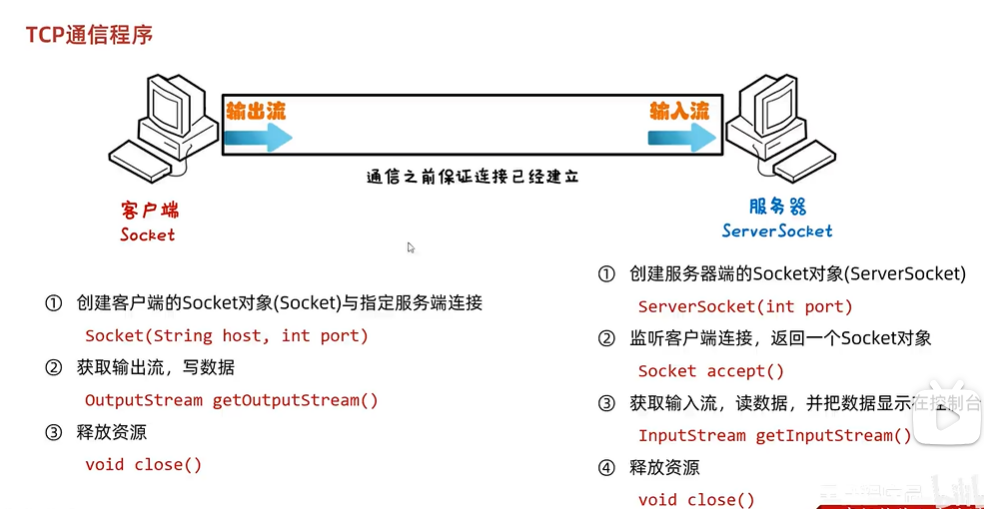 TCP通信程序
输出流
输入流
通信之前保证连接已经建立
客户端
Socket
服务器
ServerSocket
① 创建客户端的Socket对象(Socket)与指定服务端连接
Socket(String host, int port)
② 获取输出流，写数据
OutputStream getOutputStream()
③ 释放资源
void close()
① 创建服务器端的Socket对象(ServerSocket)
ServerSocket(int port)
② 监听客户端连接，返回一个Socket对象
Socket accept()
③ 获取输入流，读数据，并把数据显示在控制台
InputStream getInputStream()
④ 释放资源
void close()